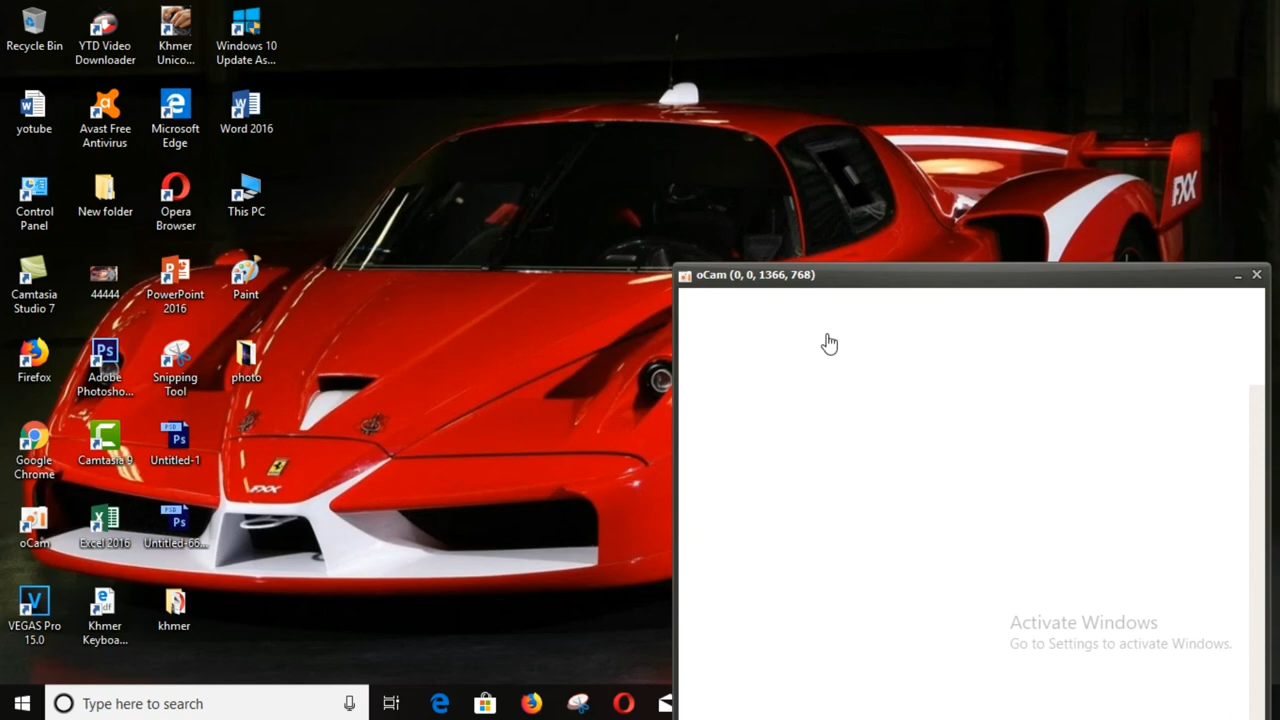 Recycle Bin
YTD Video
Downloader
Khmer
Unico...
Windows 10
Update As...
yotube
Avast Free
Antivirus
Microsoft
Edge
Word 2016
Control
Panel
New folder
Opera
Browser
This PC
Camtasia
Studio 7
44444
PowerPoint
2016
Paint
Firefox
Adobe
Photosho...
Snipping
Tool
photo
Google
Chrome
Camtasia 9
Untitled-1
oCam
Excel 2016
Untitled-66...
VEGAS Pro
15.0
Khmer
Keyboa...
khmer
FXX
FXX
oCam (0, 0, 1366, 768)
Activate Windows
Go to Settings to activate Windows.
Type here to search